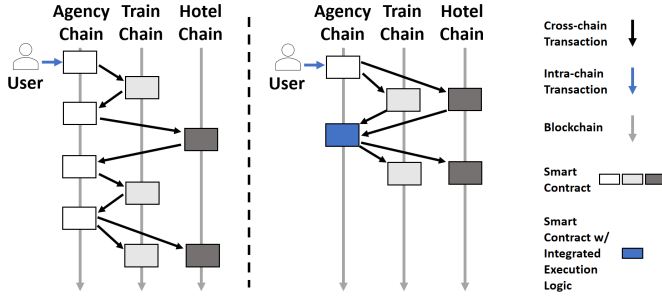 Agency Train Hotel
Chain Chain Chain
User
Agency Train Hotel
Chain Chain Chain
User
Cross-chain
Transaction
Intra-chain
Transaction
Blockchain
Smart
Contract
Smart
Contract w/
Integrated
Execution
Logic